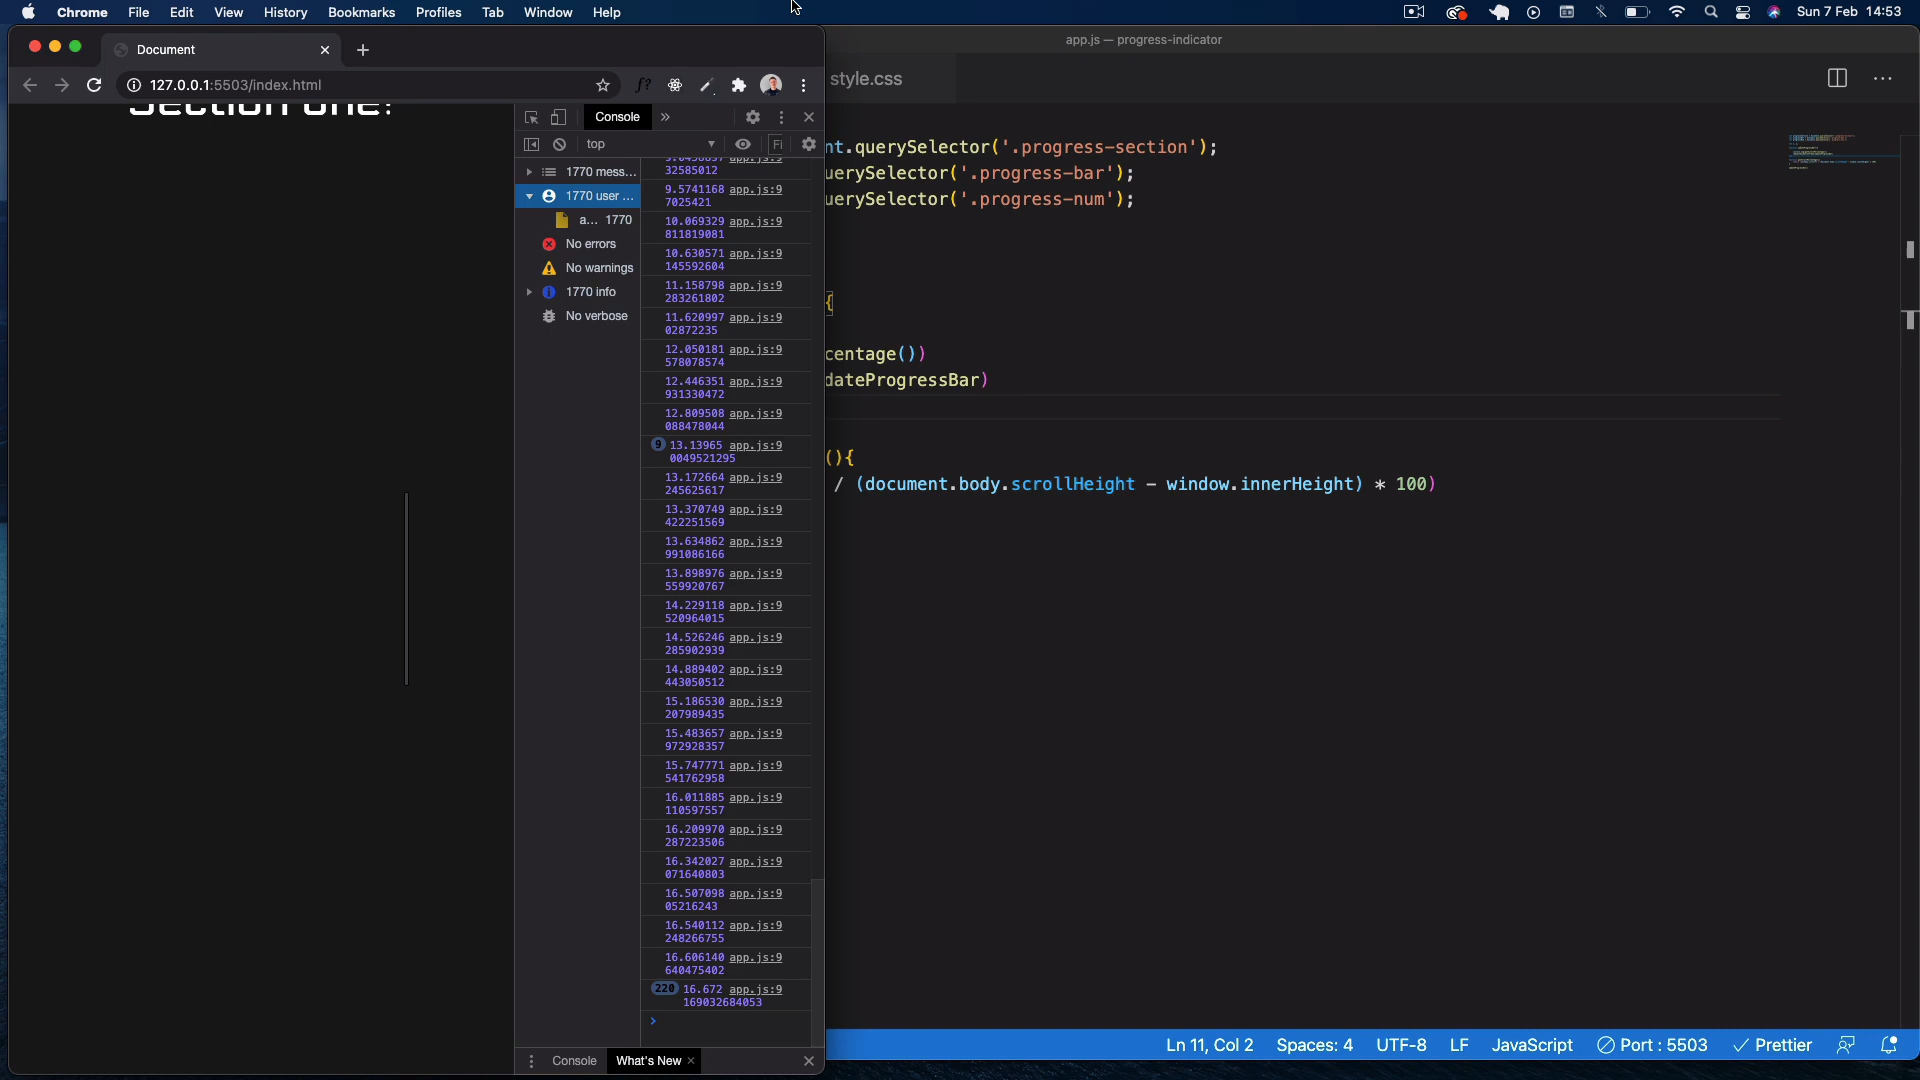 Chrome File Edit View History Bookmarks Profiles Tab Window Help
Sun 7 Feb 14:53
Document
127.0.0.1:5503/index.html
f?
Section one!
Console
top
Fi
1770 mess...
1770 user ...
a... 1770
No errors
No warnings
1770 info
No verbose
32585012
9.5741168 app.js:9
7025421
10.069329 app.js:9
811819081
10.630571 app.js:9
145592604
11.158798 app.js:9
283261802
11.620997 app.js:9
02872235
12.050181 app.js:9
578078574
12.446351 app.js:9
931330472
12.809508 app.js:9
088478044
9 13.13965 app.js:9
0049521295
13.172664 app.js:9
245625617
13.370749 app.js:9
422251569
13.634862 app.js:9
991086166
13.898976 app.js:9
559920767
14.229118 app.js:9
520964015
14.526246 app.js:9
285902939
14.889402 app.js:9
443050512
15.186530 app.js:9
207989435
15.483657 app.js:9
972928357
15.747771 app.js:9
541762958
16.011885 app.js:9
110597557
16.209970 app.js:9
287223506
16.342027 app.js:9
071640803
16.507098 app.js:9
05216243
16.540112 app.js:9
248266755
16.606140 app.js:9
640475402
220 16.672 app.js:9
169032684053
Console What's New
app.js — progress-indicator
style.css
nt.querySelector('.progress-section');
uerySelector('.progress-bar');
uerySelector('.progress-num');
{
centage())
dateProgressBar)
(){
/ (document.body.scrollHeight - window.innerHeight) * 100)
Ln 11, Col 2 Spaces: 4 UTF-8 LF JavaScript Port : 5503 Prettier